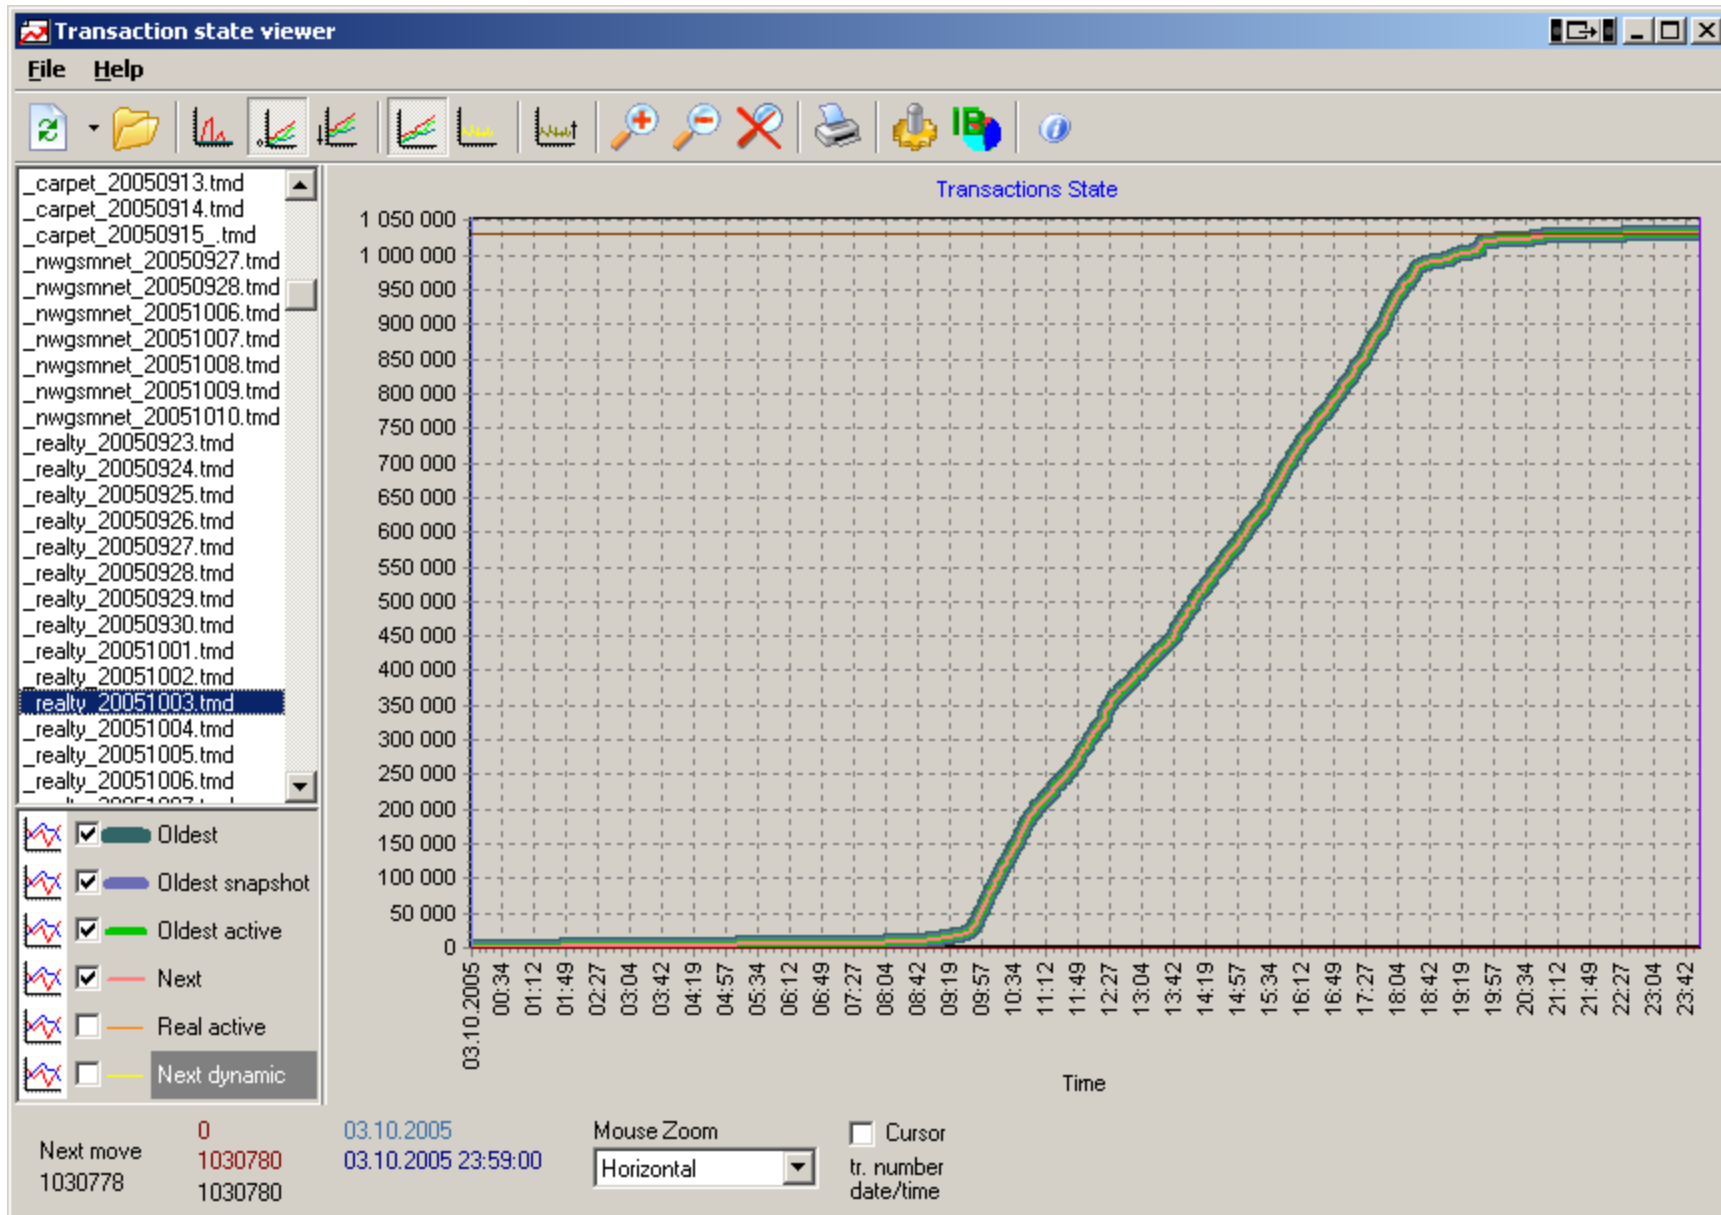 Transaction state viewer
File Help
IB
_carpet_20050913.tmd
_carpet_20050914.tmd
_carpet_20050915_.tmd
_nwgsmnet_20050927.tmd
_nwgsmnet_20050928.tmd
_nwgsmnet_20051006.tmd
_nwgsmnet_20051007.tmd
_nwgsmnet_20051008.tmd
_nwgsmnet_20051009.tmd
_nwgsmnet_20051010.tmd
_realty_20050923.tmd
_realty_20050924.tmd
_realty_20050925.tmd
_realty_20050926.tmd
_realty_20050927.tmd
_realty_20050928.tmd
_realty_20050929.tmd
_realty_20050930.tmd
_realty_20051001.tmd
_realty_20051002.tmd
_realty_20051003.tmd
_realty_20051004.tmd
_realty_20051005.tmd
_realty_20051006.tmd
Oldest
Oldest snapshot
Oldest active
Next
Real active
Next dynamic
Transactions State
1 050 000
1 000 000
950 000
900 000
850 000
800 000
750 000
700 000
650 000
600 000
550 000
500 000
450 000
400 000
350 000
300 000
250 000
200 000
150 000
100 000
50 000
0
03.10.2005
00:34
01:12
01:49
02:27
03:04
03:42
04:19
04:57
05:34
06:12
06:49
07:27
08:04
08:42
09:19
09:57
10:34
11:12
11:49
12:27
13:04
13:42
14:19
14:57
15:34
16:12
16:49
17:27
18:04
18:42
19:19
19:57
20:34
21:12
21:49
22:27
23:04
23:42
Time
Next move
1030778
0
1030780
1030780
03.10.2005
03.10.2005 23:59:00
Mouse Zoom
Horizontal
Cursor
tr. number
date/time